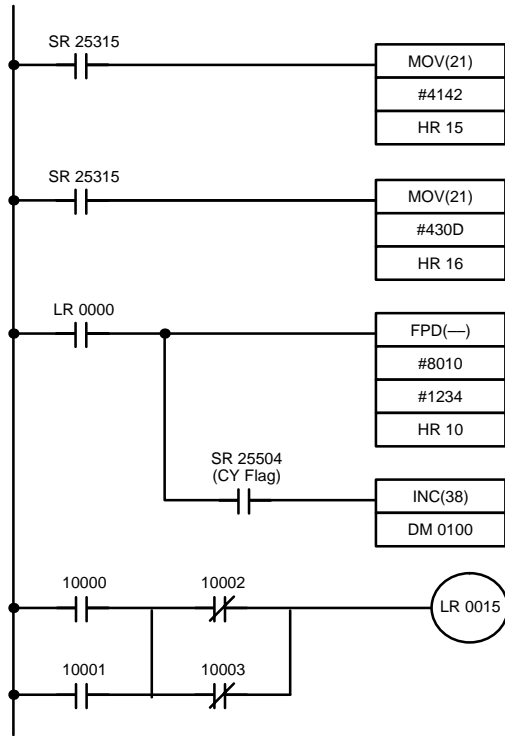 SR 25315
MOV(21)
#4142
HR 15
SR 25315
MOV(21)
#430D
HR 16
LR 0000
FPD(––)
#8010
#1234
HR 10
SR 25504
(CY Flag)
INC(38)
DM 0100
10000
10002
LR 0015
10001
10003